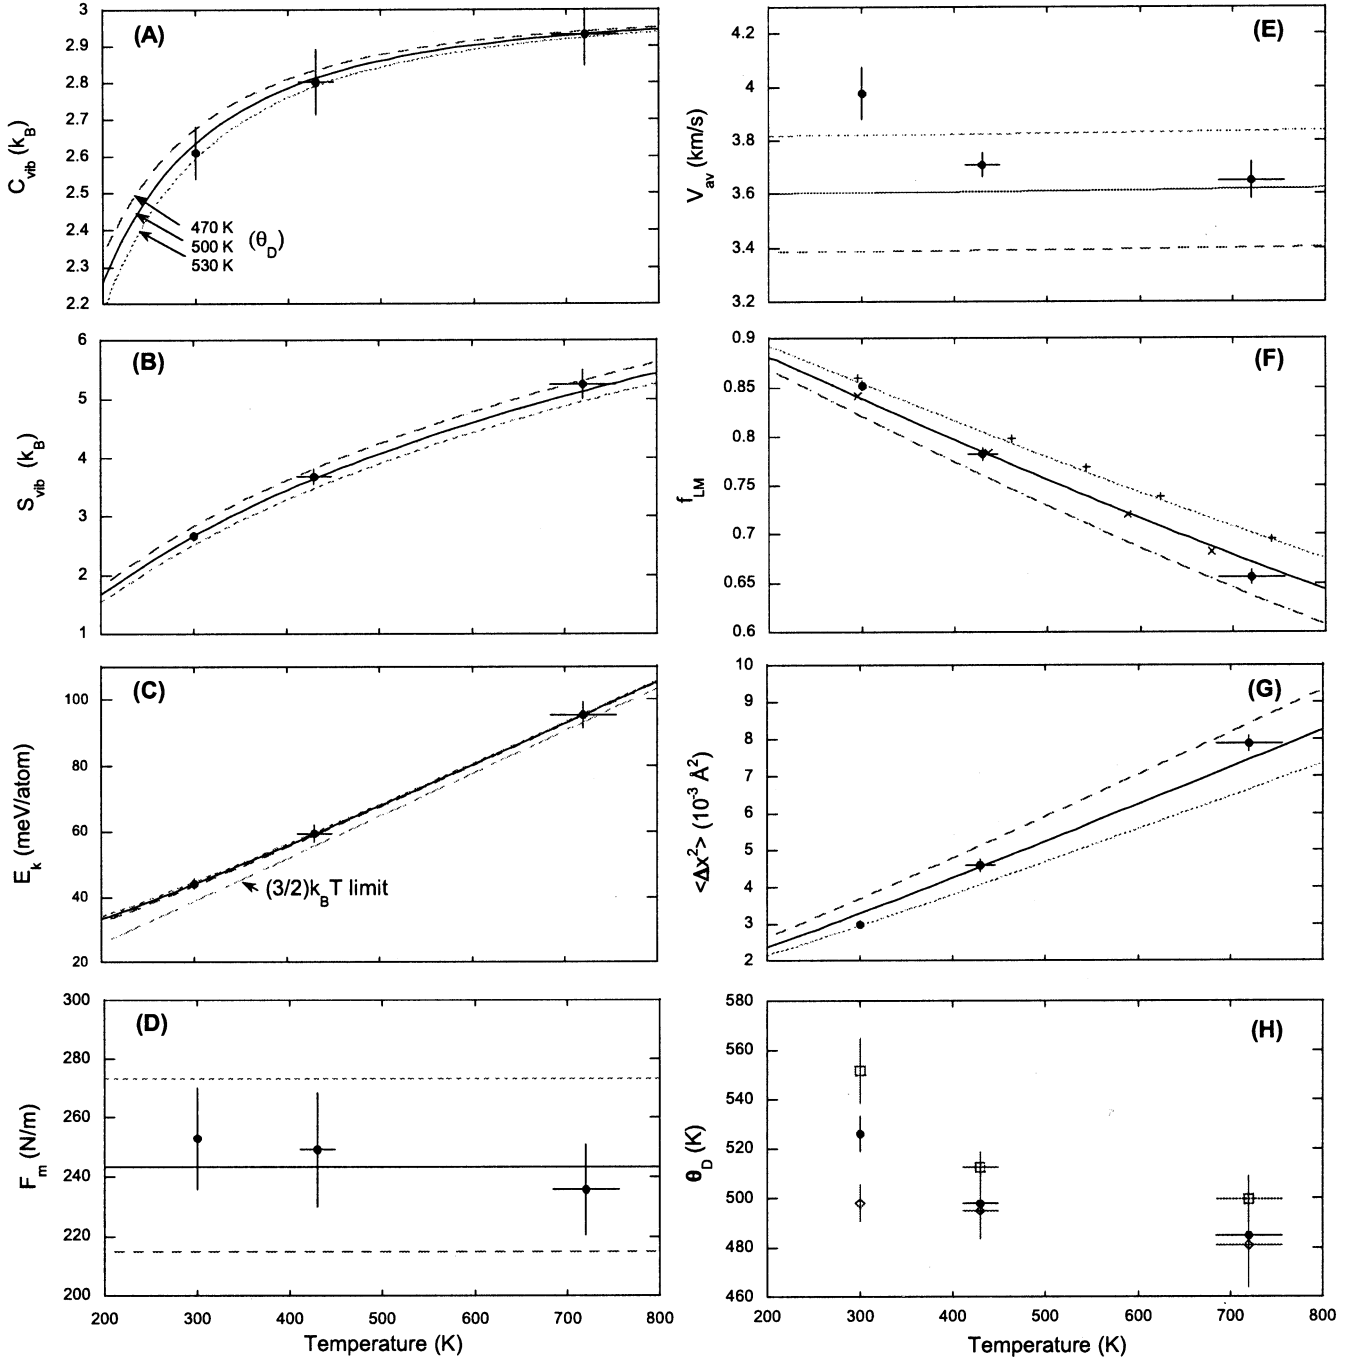 (A)
3
2.9
2.8
2.7
2.6
2.5
2.4
2.3
2.2
C_vib (k_B)
470 K
500 K (θ_D)
530 K
(B)
6
5
4
3
2
1
S_vib (k_B)
(C)
100
80
60
40
20
E_k (meV/atom)
(3/2)k_BT limit
(D)
300
280
260
240
220
200
F_m (N/m)
200 300 400 500 600 700 800
Temperature (K)
(E)
4.2
4
3.8
3.6
3.4
3.2
V_av (km/s)
(F)
0.9
0.85
0.8
0.75
0.7
0.65
0.6
f_LM
(G)
10
9
8
7
6
5
4
3
2
<Δx²> (10⁻³ Å²)
(H)
580
560
540
520
500
480
460
θ_D (K)
200 300 400 500 600 700 800
Temperature (K)